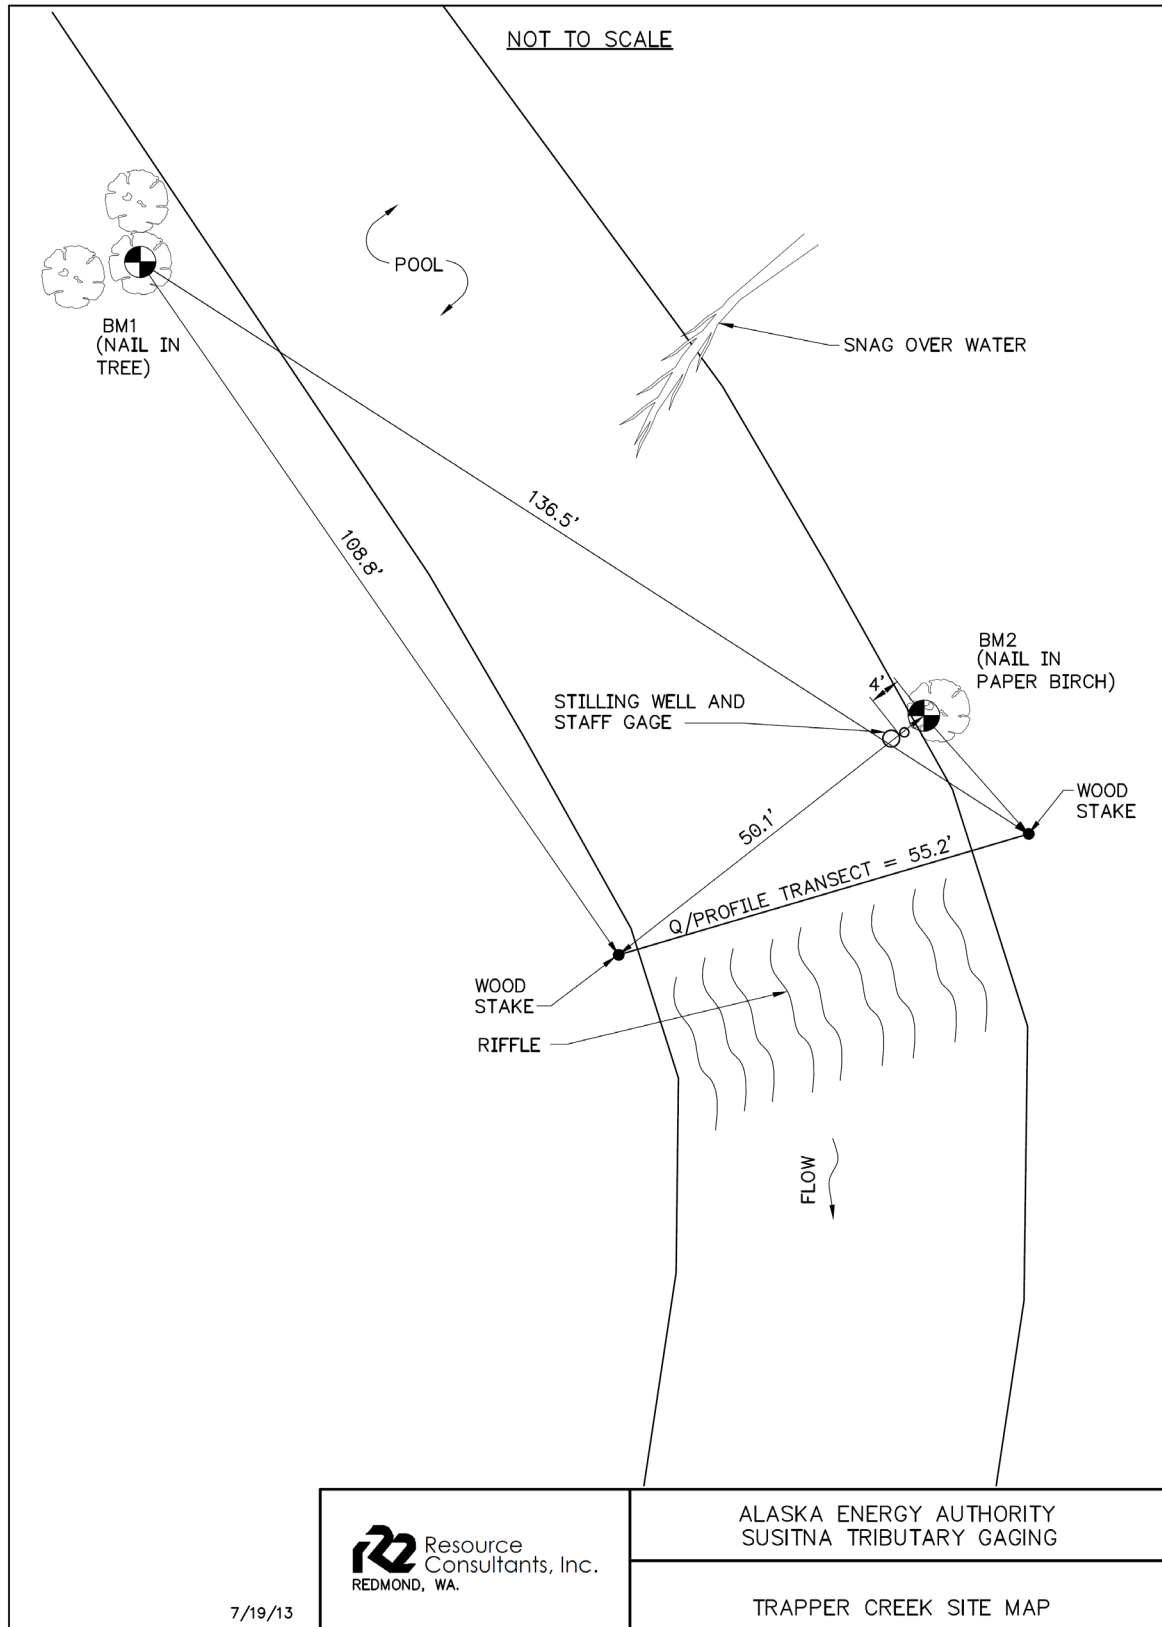 NOT TO SCALE
POOL
BM1
(NAIL IN
TREE)
SNAG OVER WATER
136.5'
108.8'
BM2
(NAIL IN
PAPER BIRCH)
4'
STILLING WELL AND
STAFF GAGE
WOOD
STAKE
50.1'
Q/PROFILE TRANSECT = 55.2'
WOOD
STAKE
RIFFLE
FLOW
R2 Resource
Consultants, Inc.
REDMOND, WA.
ALASKA ENERGY AUTHORITY
SUSITNA TRIBUTARY GAGING
7/19/13
TRAPPER CREEK SITE MAP